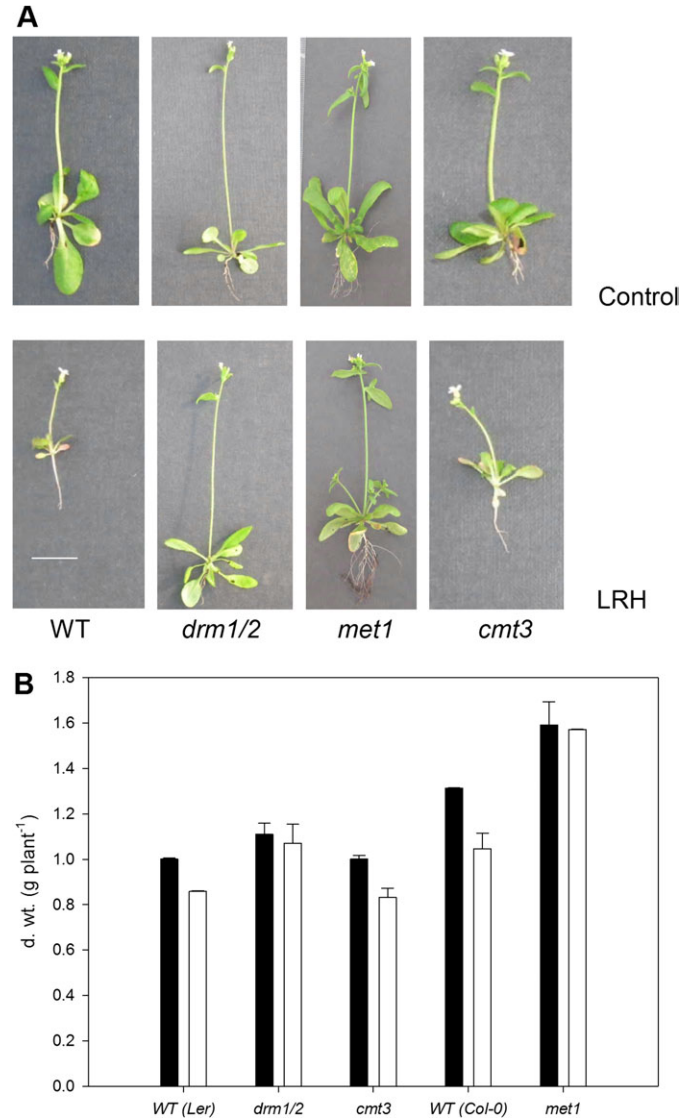 A
Control
LRH
WT drm1/2 met1 cmt3
B
1.8
1.6
1.4
1.2
1.0
0.8
0.6
0.4
0.2
0.0
d. wt. (g plant-1)
WT (Ler) drm1/2 cmt3 WT (Col-0) met1